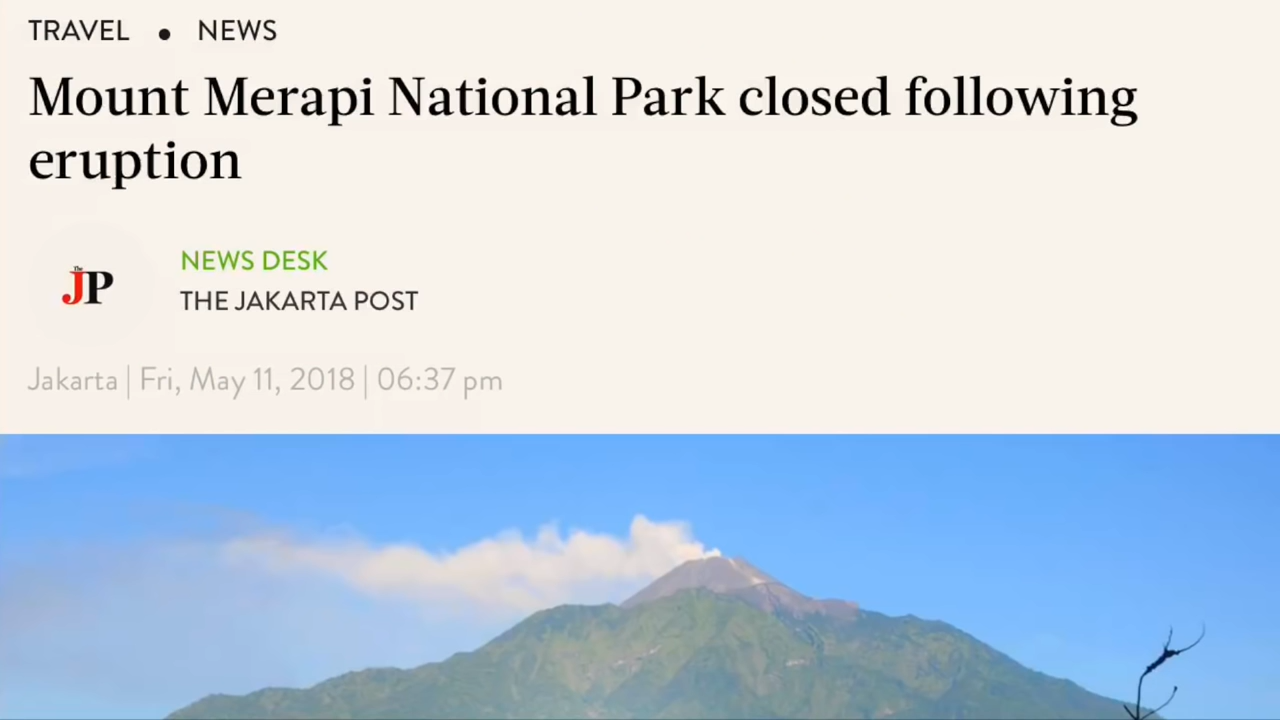 TRAVEL • NEWS
Mount Merapi National Park closed following
eruption
The
JP
NEWS DESK
THE JAKARTA POST
Jakarta | Fri, May 11, 2018 | 06:37 pm